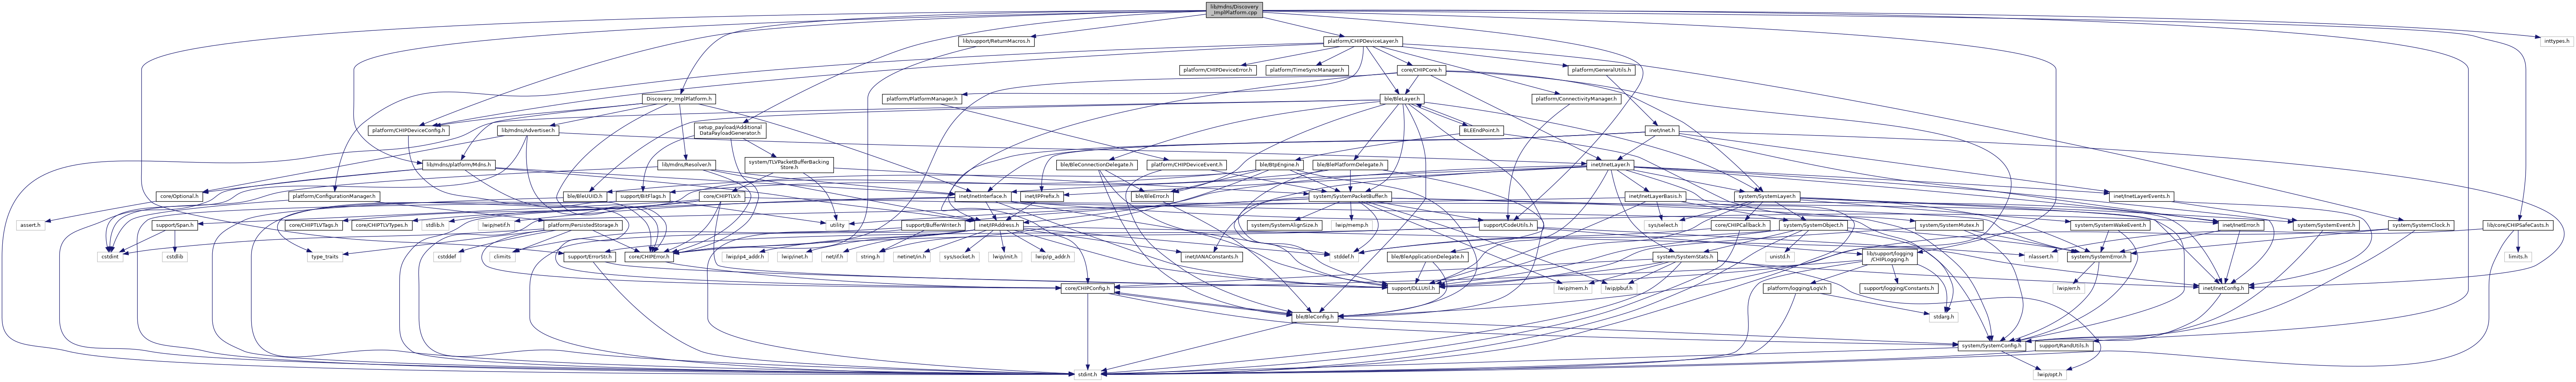 lib/mdns/Discovery
_ImplPlatform.cpp
lib/support/ReturnMacros.h
platform/CHIPDeviceLayer.h
inttypes.h
platform/CHIPDeviceError.h
platform/TimeSyncManager.h
core/CHIPCore.h
platform/GeneralUtils.h
Discovery_ImplPlatform.h
platform/PlatformManager.h
ble/BleLayer.h
platform/ConnectivityManager.h
platform/CHIPDeviceConfig.h
lib/mdns/Advertiser.h
setup_payload/Additional
DataPayloadGenerator.h
BLEEndPoint.h
inet/Inet.h
lib/mdns/platform/Mdns.h
lib/mdns/Resolver.h
system/TLVPacketBufferBacking
Store.h
ble/BleConnectionDelegate.h
platform/CHIPDeviceEvent.h
ble/BtpEngine.h
ble/BlePlatformDelegate.h
inet/InetLayer.h
core/Optional.h
platform/ConfigurationManager.h
ble/BleUUID.h
support/BitFlags.h
core/CHIPTLV.h
inet/InetInterface.h
inet/IPPrefix.h
ble/BleError.h
system/SystemPacketBuffer.h
inet/InetLayerBasis.h
system/SystemLayer.h
inet/InetLayerEvents.h
assert.h
support/Span.h
core/CHIPTLVTags.h
core/CHIPTLVTypes.h
stdlib.h
lwip/netif.h
platform/PersistedStorage.h
utility
support/BufferWriter.h
inet/IPAddress.h
system/SystemAlignSize.h
lwip/memp.h
support/CodeUtils.h
sys/select.h
core/CHIPCallback.h
system/SystemObject.h
system/SystemMutex.h
system/SystemWakeEvent.h
inet/InetError.h
system/SystemEvent.h
system/SystemClock.h
lib/core/CHIPSafeCasts.h
cstdint
cstdlib
type_traits
cstddef
climits
support/ErrorStr.h
core/CHIPError.h
lwip/ip4_addr.h
lwip/inet.h
net/if.h
string.h
netinet/in.h
sys/socket.h
lwip/init.h
lwip/ip_addr.h
inet/IANAConstants.h
stddef.h
ble/BleApplicationDelegate.h
system/SystemStats.h
unistd.h
lib/support/logging
/CHIPLogging.h
nlassert.h
system/SystemError.h
limits.h
core/CHIPConfig.h
support/DLLUtil.h
lwip/mem.h
lwip/pbuf.h
platform/logging/LogV.h
support/logging/Constants.h
lwip/err.h
inet/InetConfig.h
ble/BleConfig.h
stdarg.h
system/SystemConfig.h
support/RandUtils.h
stdint.h
lwip/opt.h